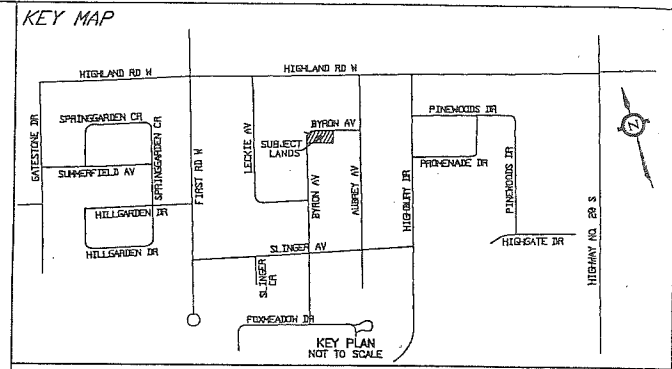 KEY MAP
HIGHLAND RD W
HIGHLAND RD W
GATESTONE DR
SPRINGGARDEN CR
SPRINGGARDEN CR
SUMMERFIELD AV
HILLGARDEN DR
HILLGARDEN DR
FIRST RD W
LECKIE AV
BYRON AV
SUBJECT
LANDS
BYRON AV
AUBREY AV
HIGHBURY DR
PINEWOODS DR
PROMENADE DR
PINEWOODS DR
HIGHGATE DR
HIGHWAY NO. 20 S
N
SLINGER AV
SLINGER
CR
FOXMEADOW DR
KEY PLAN
NOT TO SCALE